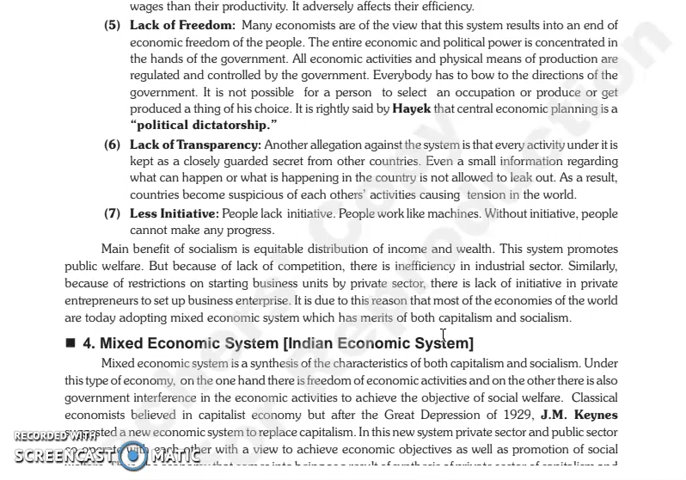 wages than their productivity. It adversely affects their efficiency.
(5) Lack of Freedom: Many economists are of the view that this system results into an end of
economic freedom of the people. The entire economic and political power is concentrated in
the hands of the government. All economic activities and physical means of production are
regulated and controlled by the government. Everybody has to bow to the directions of the
government. It is not possible for a person to select an occupation or produce or get
produced a thing of his choice. It is rightly said by Hayek that central economic planning is a
“political dictatorship.”
(6) Lack of Transparency: Another allegation against the system is that every activity under it is
kept as a closely guarded secret from other countries. Even a small information regarding
what can happen or what is happening in the country is not allowed to leak out. As a result,
countries become suspicious of each others’ activities causing tension in the world.
(7) Less Initiative: People lack initiative. People work like machines. Without initiative, people
cannot make any progress.
Main benefit of socialism is equitable distribution of income and wealth. This system promotes
public welfare. But because of lack of competition, there is inefficiency in industrial sector. Similarly,
because of restrictions on starting business units by private sector, there is lack of initiative in private
entrepreneurs to set up business enterprise. It is due to this reason that most of the economies of the world
are today adopting mixed economic system which has merits of both capitalism and socialism.
■ 4. Mixed Economic System [Indian Economic System]
Mixed economic system is a synthesis of the characteristics of both capitalism and socialism. Under
this type of economy, on the one hand there is freedom of economic activities and on the other there is also
government interference in the economic activities to achieve the objective of social welfare. Classical
economists believed in capitalist economy but after the Great Depression of 1929, J.M. Keynes
a new economic system to replace capitalism. In this new system private sector and public sector
with each other with a view to achieve economic objectives as well as promotion of social
RECORDED WITH
SCREENCAST MATIC